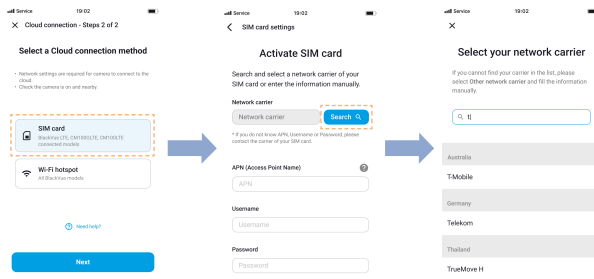 Service 19:02
Cloud connection - Steps 2 of 2
Select a Cloud connection method
• Network settings are required for camera to connect to the
cloud.
• Check the camera is on and nearby.
SIM card
BlackVue LTE, CM100GLTE, CM100LTE
connected models
Wi-Fi hotspot
All BlackVue models
Need help?
Next
Service 19:02
SIM card settings
Activate SIM card
Search and select a network carrier of your
SIM card or enter the information manually.
Network carrier
Network carrier
Search
* If you do not know APN, Username or Password, please
contact the carrier of your SIM card.
APN (Access Point Name)
APN
Username
Username
Password
Password
Service 19:02
Select your network carrier
If you cannot find your carrier in the list, please
select Other network carrier and fill the information
manually.
t
Australia
T-Mobile
Germany
Telekom
Thailand
TrueMove H